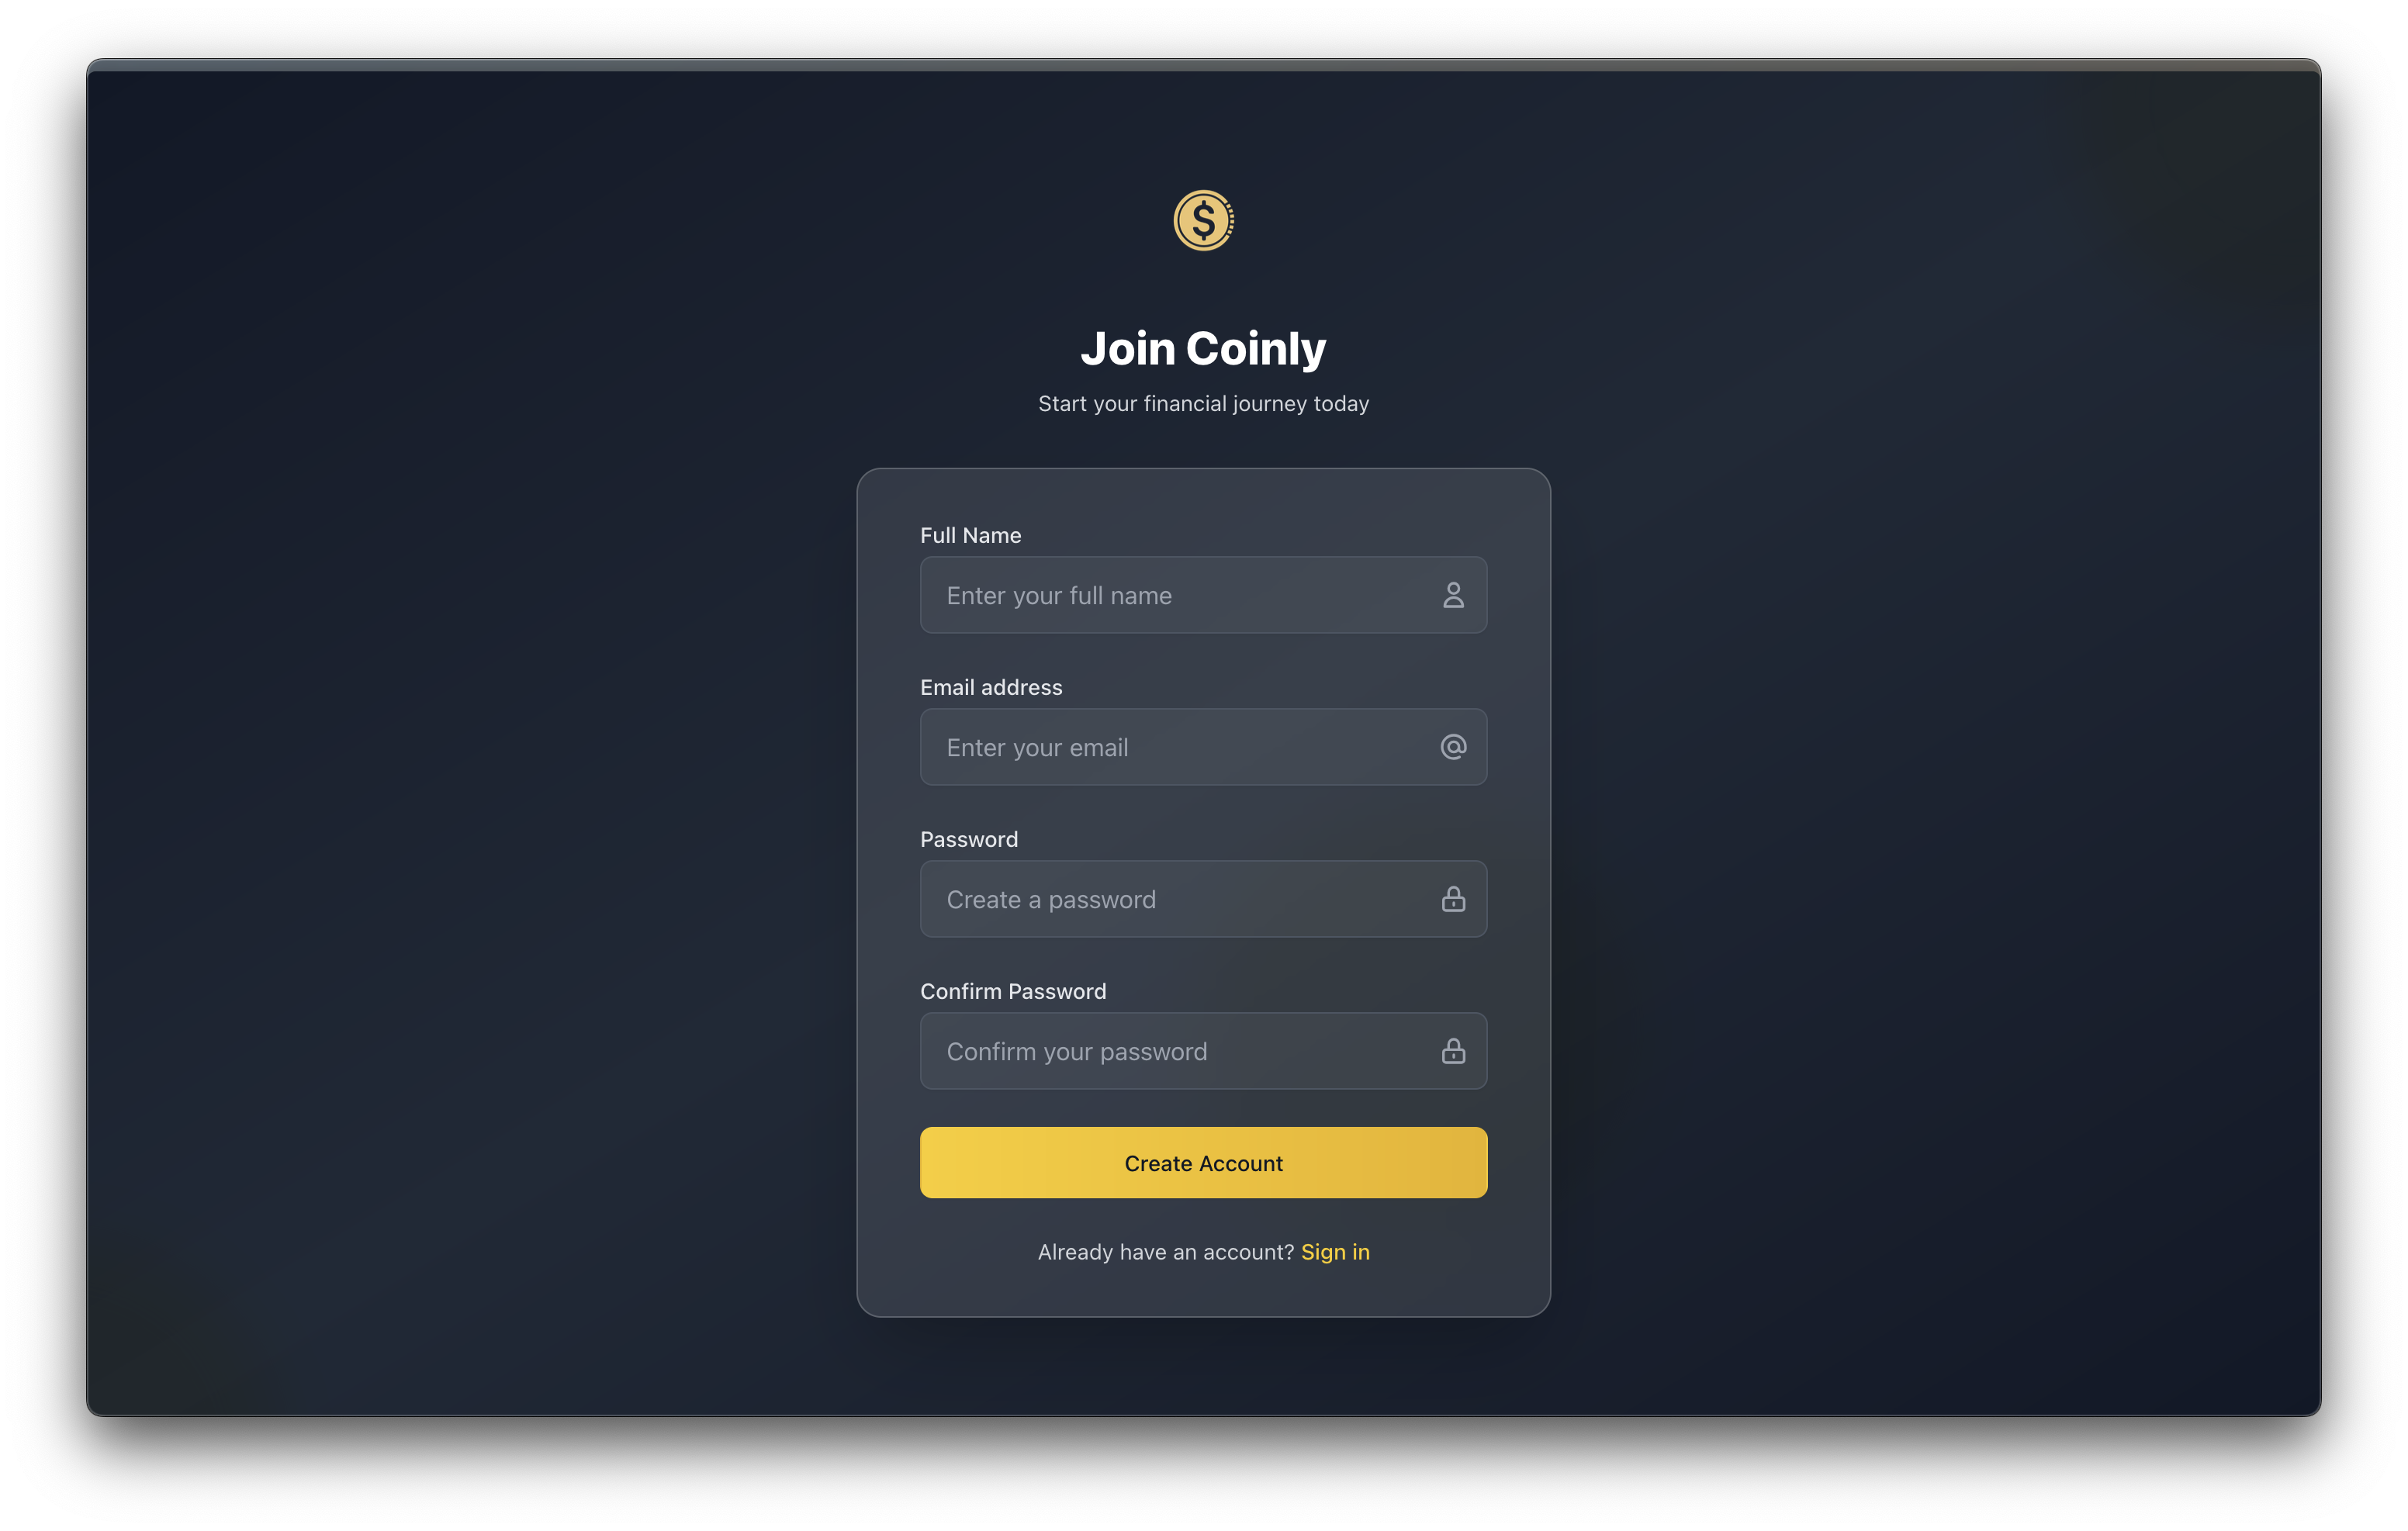 $
Join Coinly
Start your financial journey today
Full Name
Enter your full name
Email address
Enter your email
Password
Create a password
Confirm Password
Confirm your password
Create Account
Already have an account? Sign in